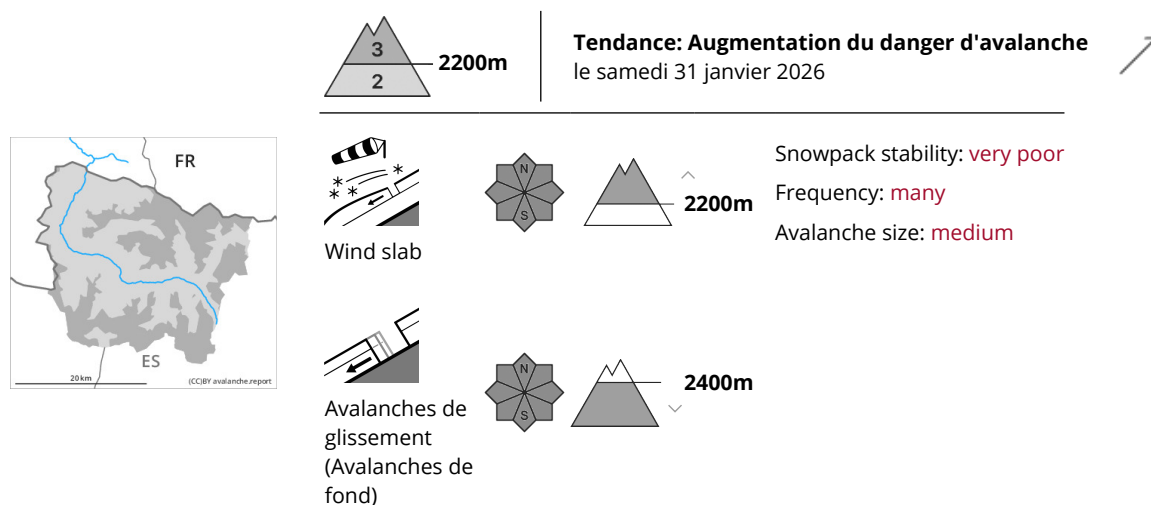 3
2
2200m
Tendance: Augmentation du danger d'avalanche
le samedi 31 janvier 2026
FR
ES
20 km
(CC)BY avalanche.report
N
S
2200m
Wind slab
Snowpack stability: very poor
Frequency: many
Avalanche size: medium
N
S
2400m
Avalanches de
glissement
(Avalanches de
fond)